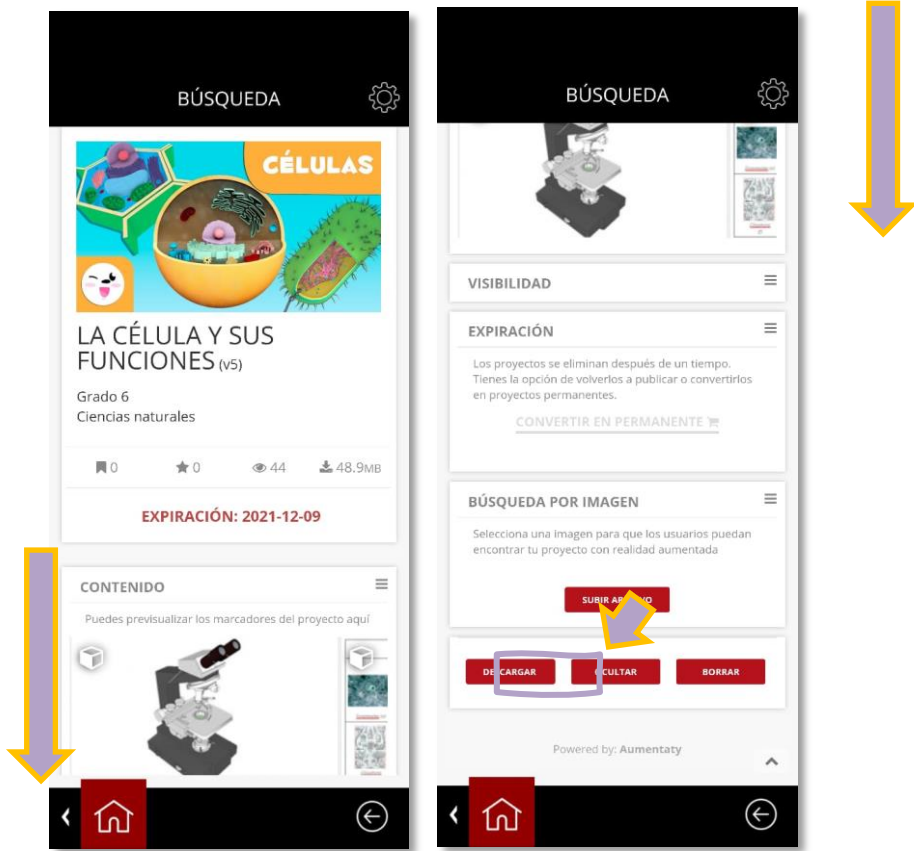 BÚSQUEDA
CÉLULAS
LA CÉLULA Y SUS
FUNCIONES (v5)
Grado 6
Ciencias naturales
0
0
44
48.9MB
EXPIRACIÓN: 2021-12-09
CONTENIDO
Puedes previsualizar los marcadores del proyecto aquí
BÚSQUEDA
VISIBILIDAD
EXPIRACIÓN
Los proyectos se eliminan después de un tiempo.
Tienes la opción de volverlos a publicar o convertirlos
en proyectos permanentes.
CONVERTIR EN PERMANENTE
BÚSQUEDA POR IMAGEN
Selecciona una imagen para que los usuarios puedan
encontrar tu proyecto con realidad aumentada
SUBIR ARCHIVO
DESCARGAR
OCULTAR
BORRAR
Powered by: Aumentaty